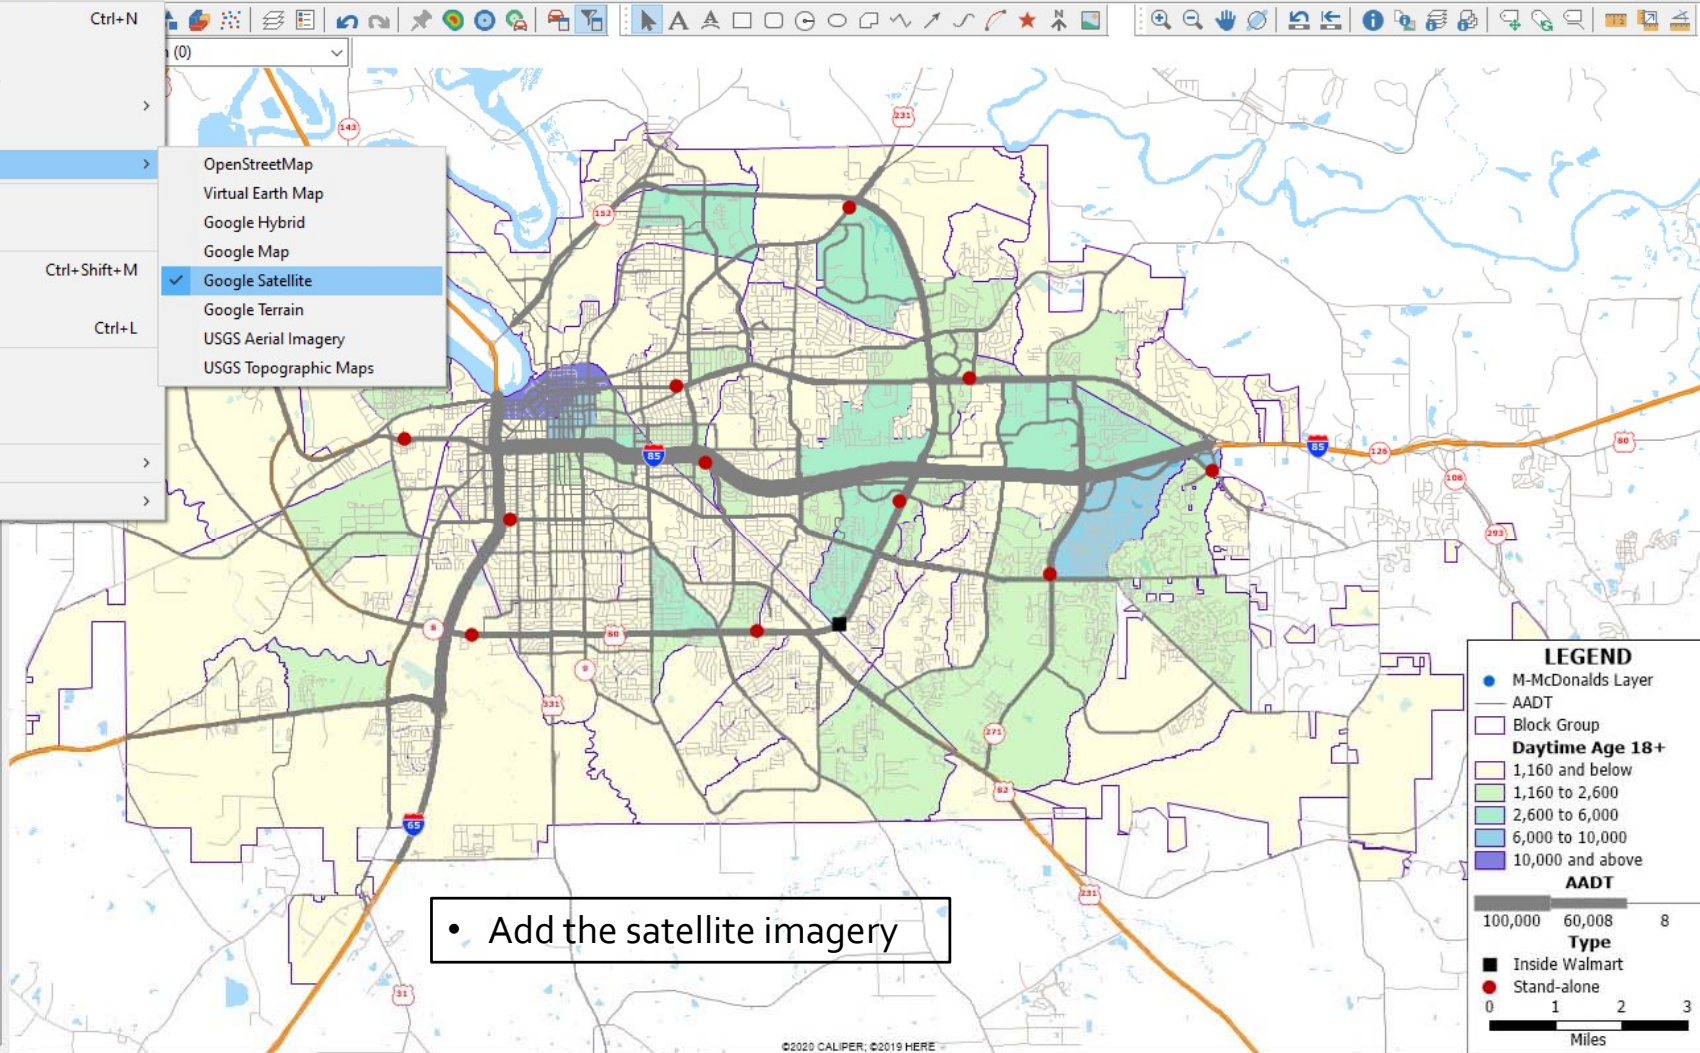 Ctrl+N
(0)
Ctrl+Shift+M
Ctrl+L
OpenStreetMap
Virtual Earth Map
Google Hybrid
Google Map
Google Satellite
Google Terrain
USGS Aerial Imagery
USGS Topographic Maps
143
231
152
85
85
126
80
108
293
8
80
9
331
271
82
65
231
31
• Add the satellite imagery
LEGEND
M-McDonalds Layer
AADT
Block Group
Daytime Age 18+
1,160 and below
1,160 to 2,600
2,600 to 6,000
6,000 to 10,000
10,000 and above
AADT
100,000 60,008 8
Type
Inside Walmart
Stand-alone
0 1 2 3
Miles
©2020 CALIPER; ©2019 HERE